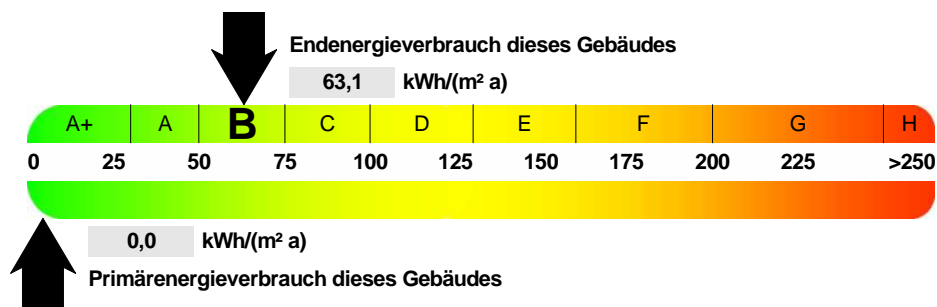 Endenergieverbrauch dieses Gebäudes
63,1 kWh/(m² a)
A+ A B C D E F G H
0 25 50 75 100 125 150 175 200 225 >250
0,0 kWh/(m² a)
Primärenergieverbrauch dieses Gebäudes